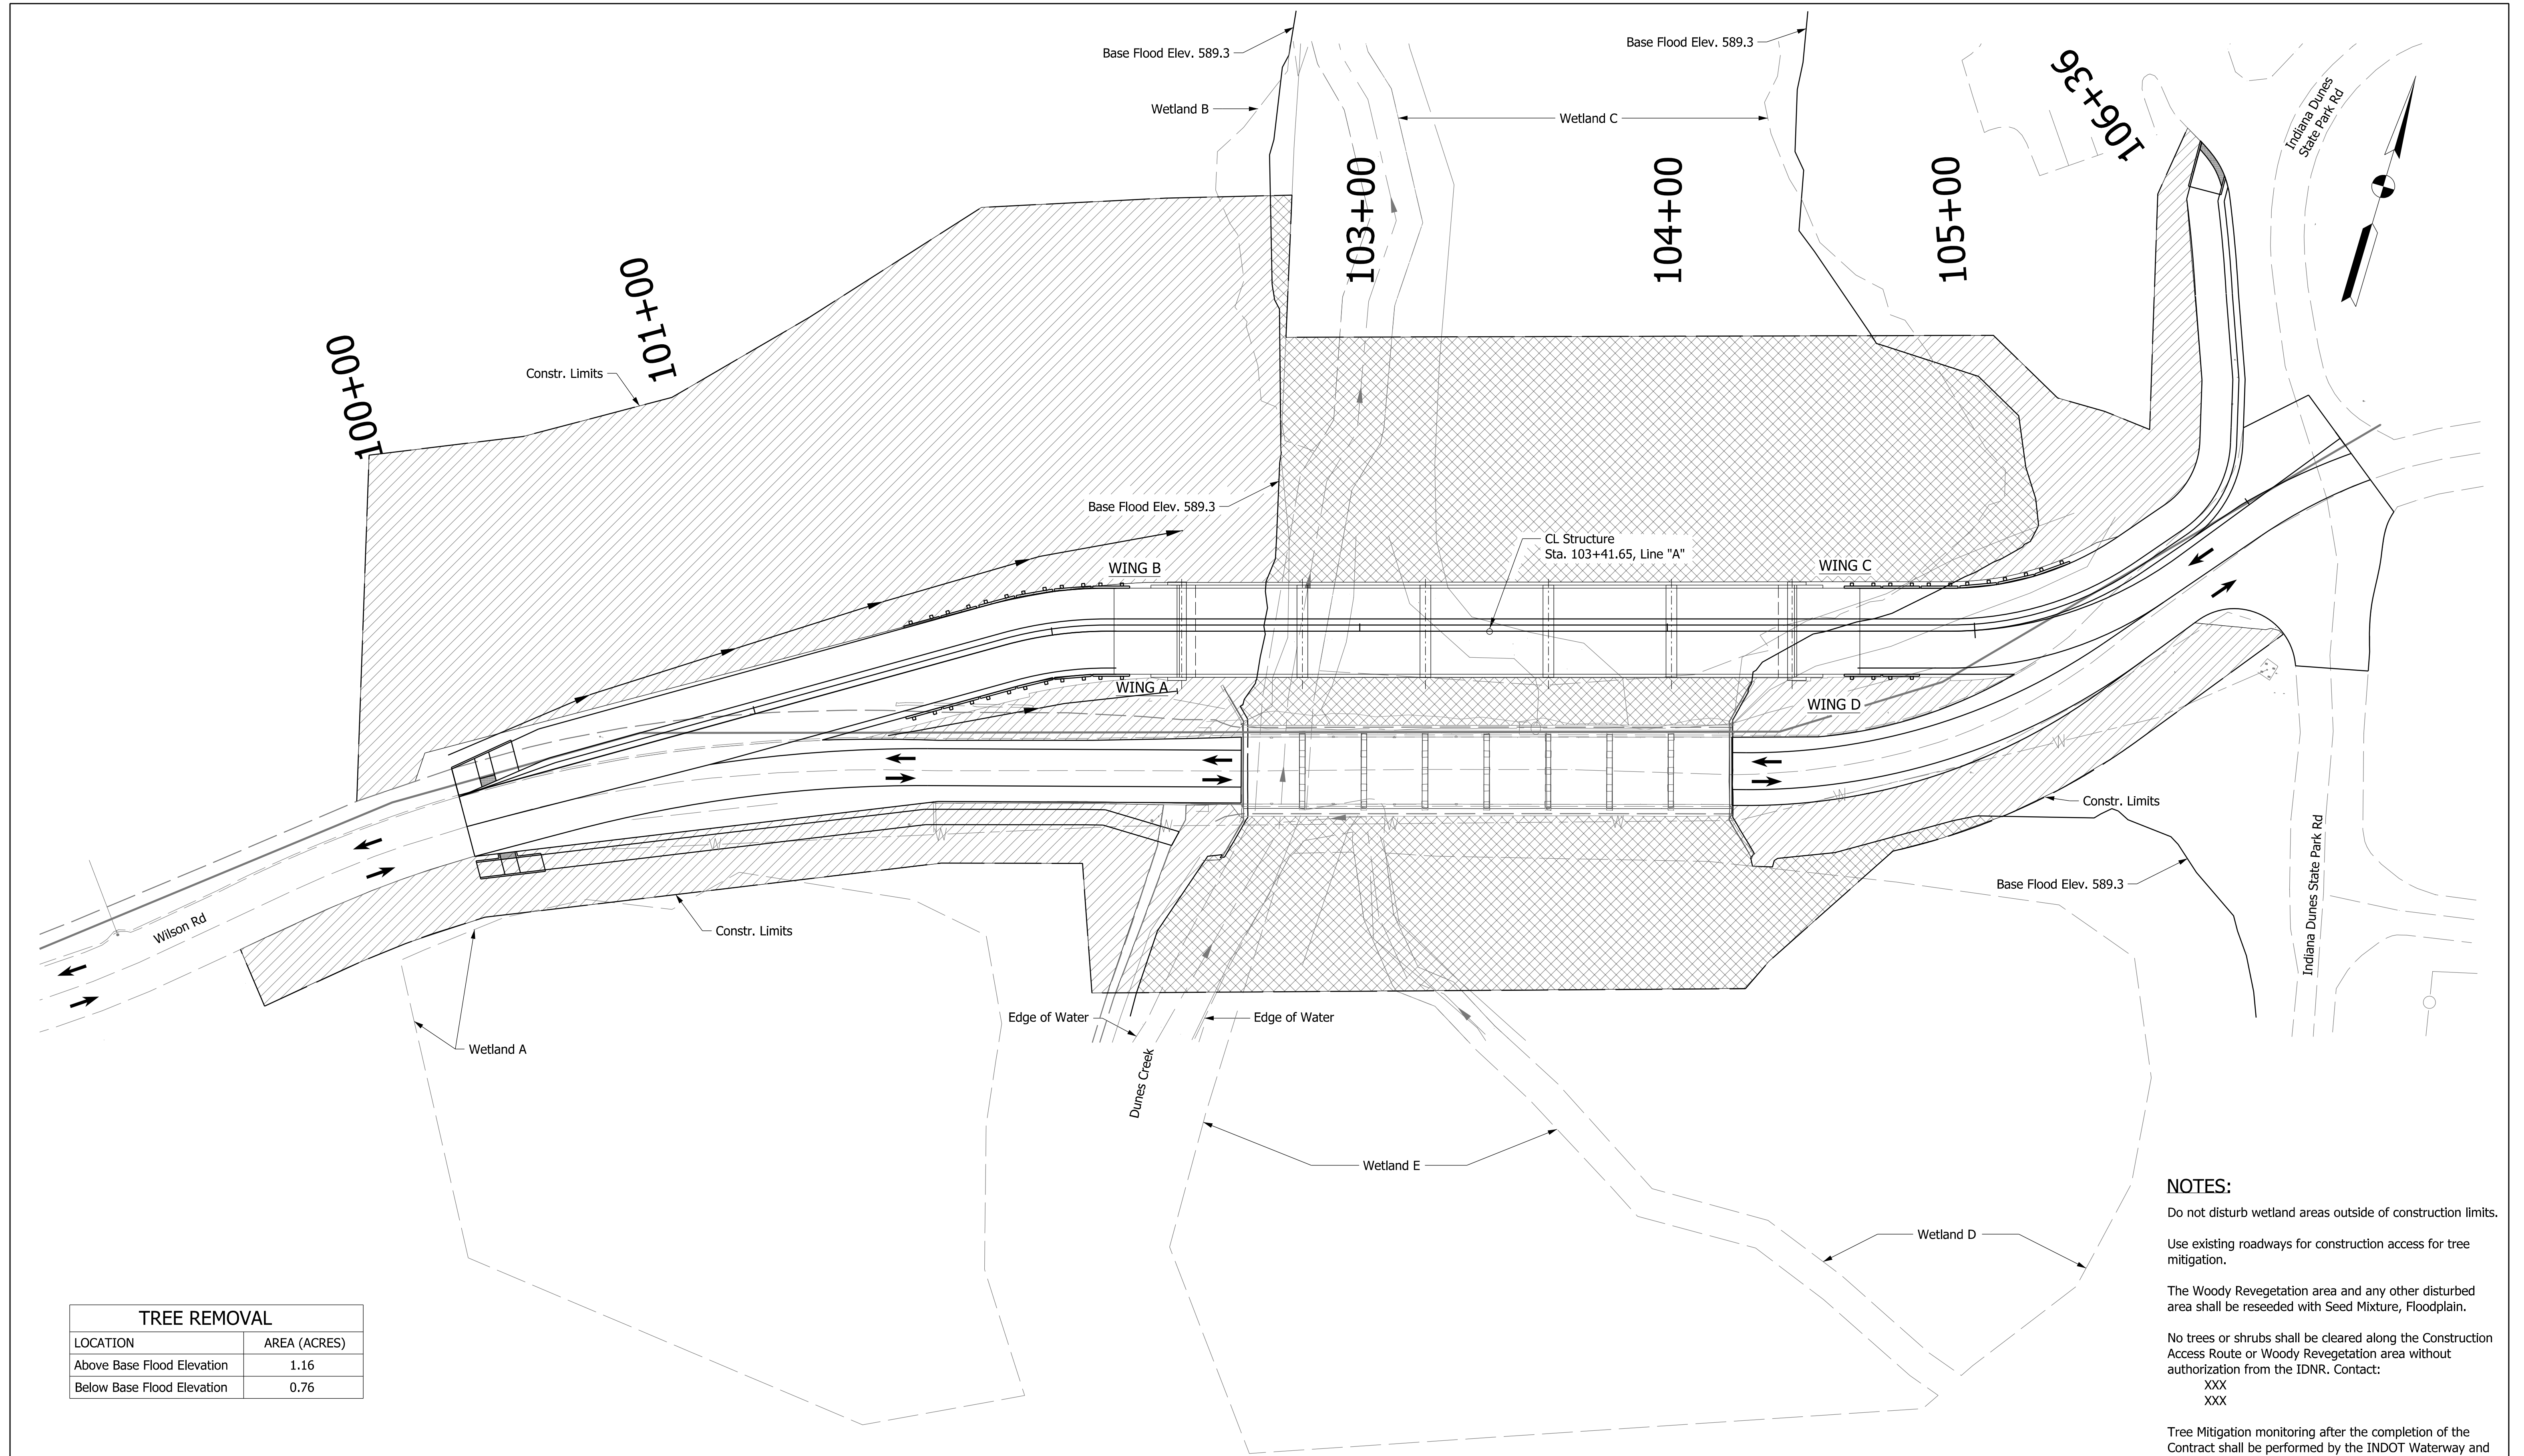 Base Flood Elev. 589.3
Base Flood Elev. 589.3
Wetland B
Wetland C
106+36
Indiana Dunes
State Park Rd
103+00
104+00
105+00
101+00
100+00
Constr. Limits
Base Flood Elev. 589.3
CL Structure
Sta. 103+41.65, Line "A"
WING B
WING C
WING A
WING D
W
W
W
W
W
W
W
Constr. Limits
Base Flood Elev. 589.3
Indiana Dunes State Park Rd
Wilson Rd
Constr. Limits
Edge of Water
Edge of Water
Wetland A
Dunes Creek
Wetland E
Wetland D
NOTES:
Do not disturb wetland areas outside of construction limits.
Use existing roadways for construction access for tree
mitigation.
The Woody Revegetation area and any other disturbed
area shall be reseeded with Seed Mixture, Floodplain.
No trees or shrubs shall be cleared along the Construction
Access Route or Woody Revegetation area without
authorization from the IDNR. Contact:
XXX
XXX
Tree Mitigation monitoring after the completion of the
Contract shall be performed by the INDOT Waterway and
TREE REMOVAL
LOCATION AREA (ACRES)
Above Base Flood Elevation 1.16
Below Base Flood Elevation 0.76